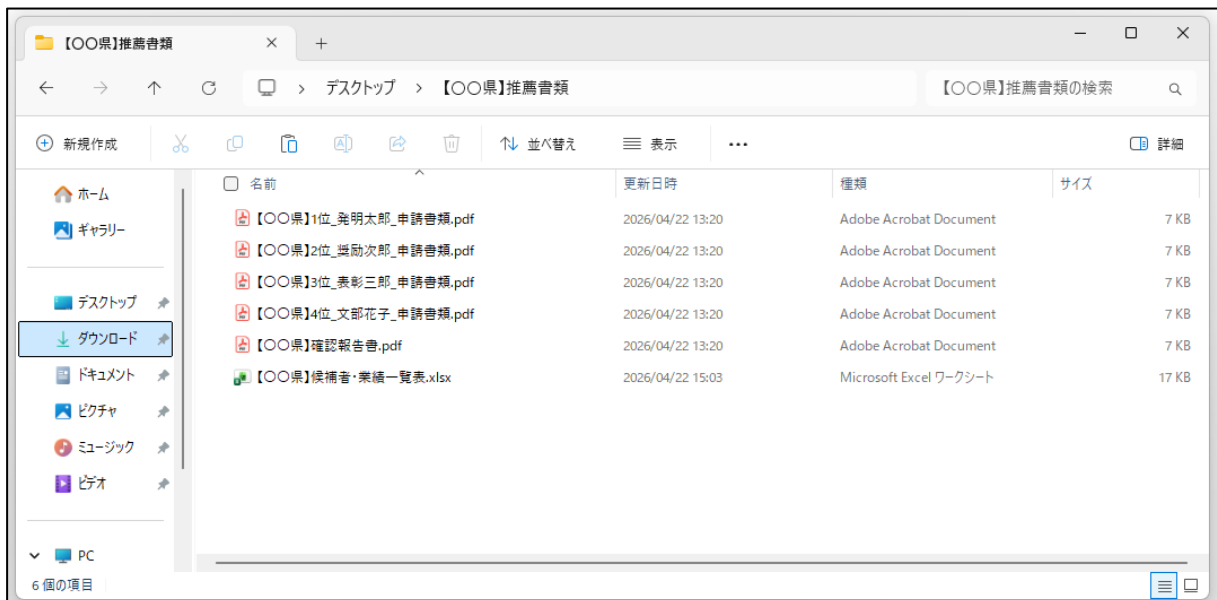 【〇〇県】推薦書類
デスクトップ > 【〇〇県】推薦書類 【〇〇県】推薦書類の検索
新規作成 並べ替え 表示 ... 詳細
名前 更新日時 種類 サイズ
ホーム
ギャラリー
デスクトップ
ダウンロード
ドキュメント
ピクチャ
ミュージック
ビデオ
PC
【〇〇県】1位_発明太郎_申請書類.pdf 2026/04/22 13:20 Adobe Acrobat Document 7 KB
【〇〇県】2位_奨励次郎_申請書類.pdf 2026/04/22 13:20 Adobe Acrobat Document 7 KB
【〇〇県】3位_表彰三郎_申請書類.pdf 2026/04/22 13:20 Adobe Acrobat Document 7 KB
【〇〇県】4位_文部花子_申請書類.pdf 2026/04/22 13:20 Adobe Acrobat Document 7 KB
【〇〇県】確認報告書.pdf 2026/04/22 13:20 Adobe Acrobat Document 7 KB
【〇〇県】候補者・業績一覧表.xlsx 2026/04/22 15:03 Microsoft Excel ワークシート 17 KB
6 個の項目